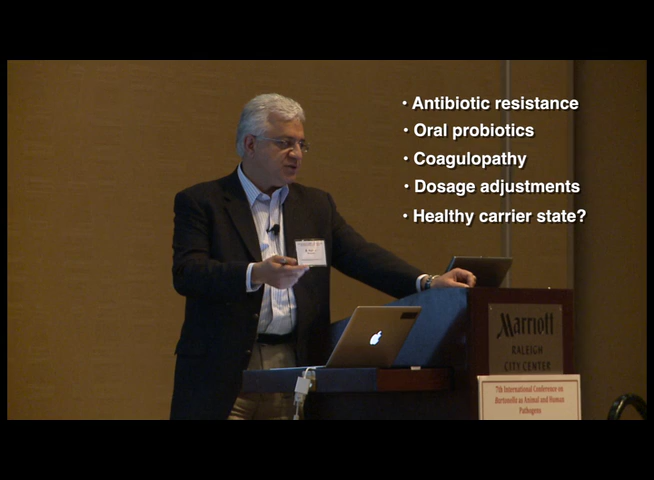 • Antibiotic resistance
• Oral probiotics
• Coagulopathy
• Dosage adjustments
• Healthy carrier state?
Marriott
RALEIGH
CITY CENTER
7th International Conference on
Bartonella as Animal and Human
Pathogens